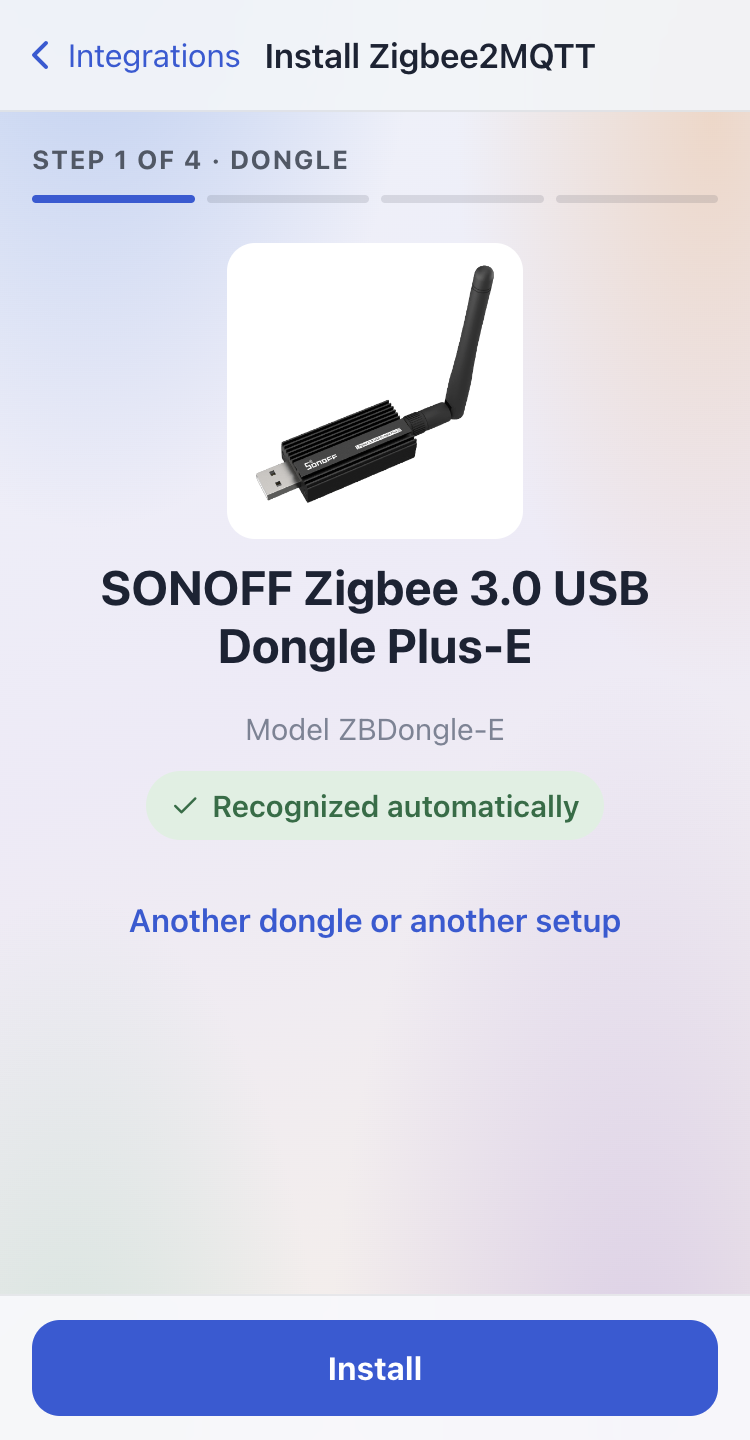 Integrations
Install Zigbee2MQTT
STEP 1 OF 4 · DONGLE
SONOFF
SONOFF Zigbee 3.0 USB
Dongle Plus-E
Model ZBDongle-E
Recognized automatically
Another dongle or another setup
Install